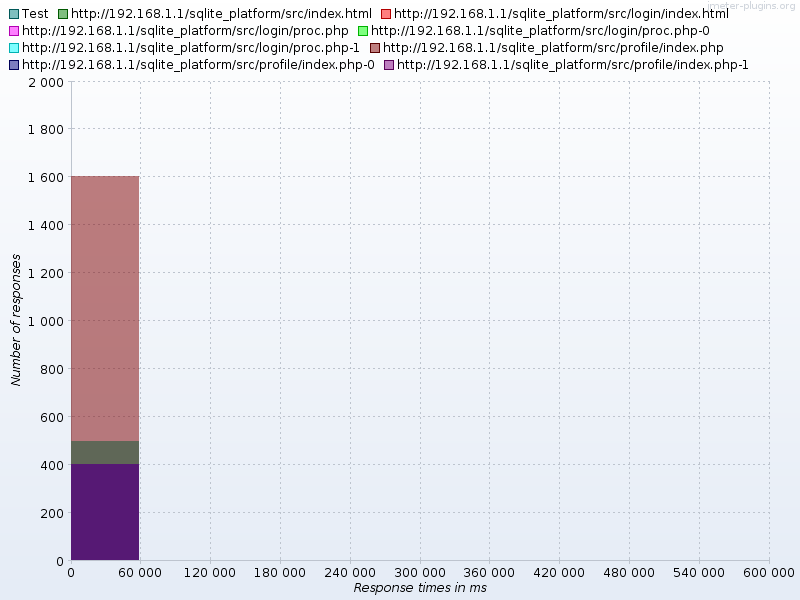 jmeter-plugins.org
Test http://192.168.1.1/sqlite_platform/src/index.html http://192.168.1.1/sqlite_platform/src/login/index.html
http://192.168.1.1/sqlite_platform/src/login/proc.php http://192.168.1.1/sqlite_platform/src/login/proc.php-0
http://192.168.1.1/sqlite_platform/src/login/proc.php-1 http://192.168.1.1/sqlite_platform/src/profile/index.php
http://192.168.1.1/sqlite_platform/src/profile/index.php-0 http://192.168.1.1/sqlite_platform/src/profile/index.php-1
2 000
1 800
1 600
1 400
1 200
1 000
800
600
400
200
0
Number of responses
0 60 000 120 000 180 000 240 000 300 000 360 000 420 000 480 000 540 000 600 000
Response times in ms